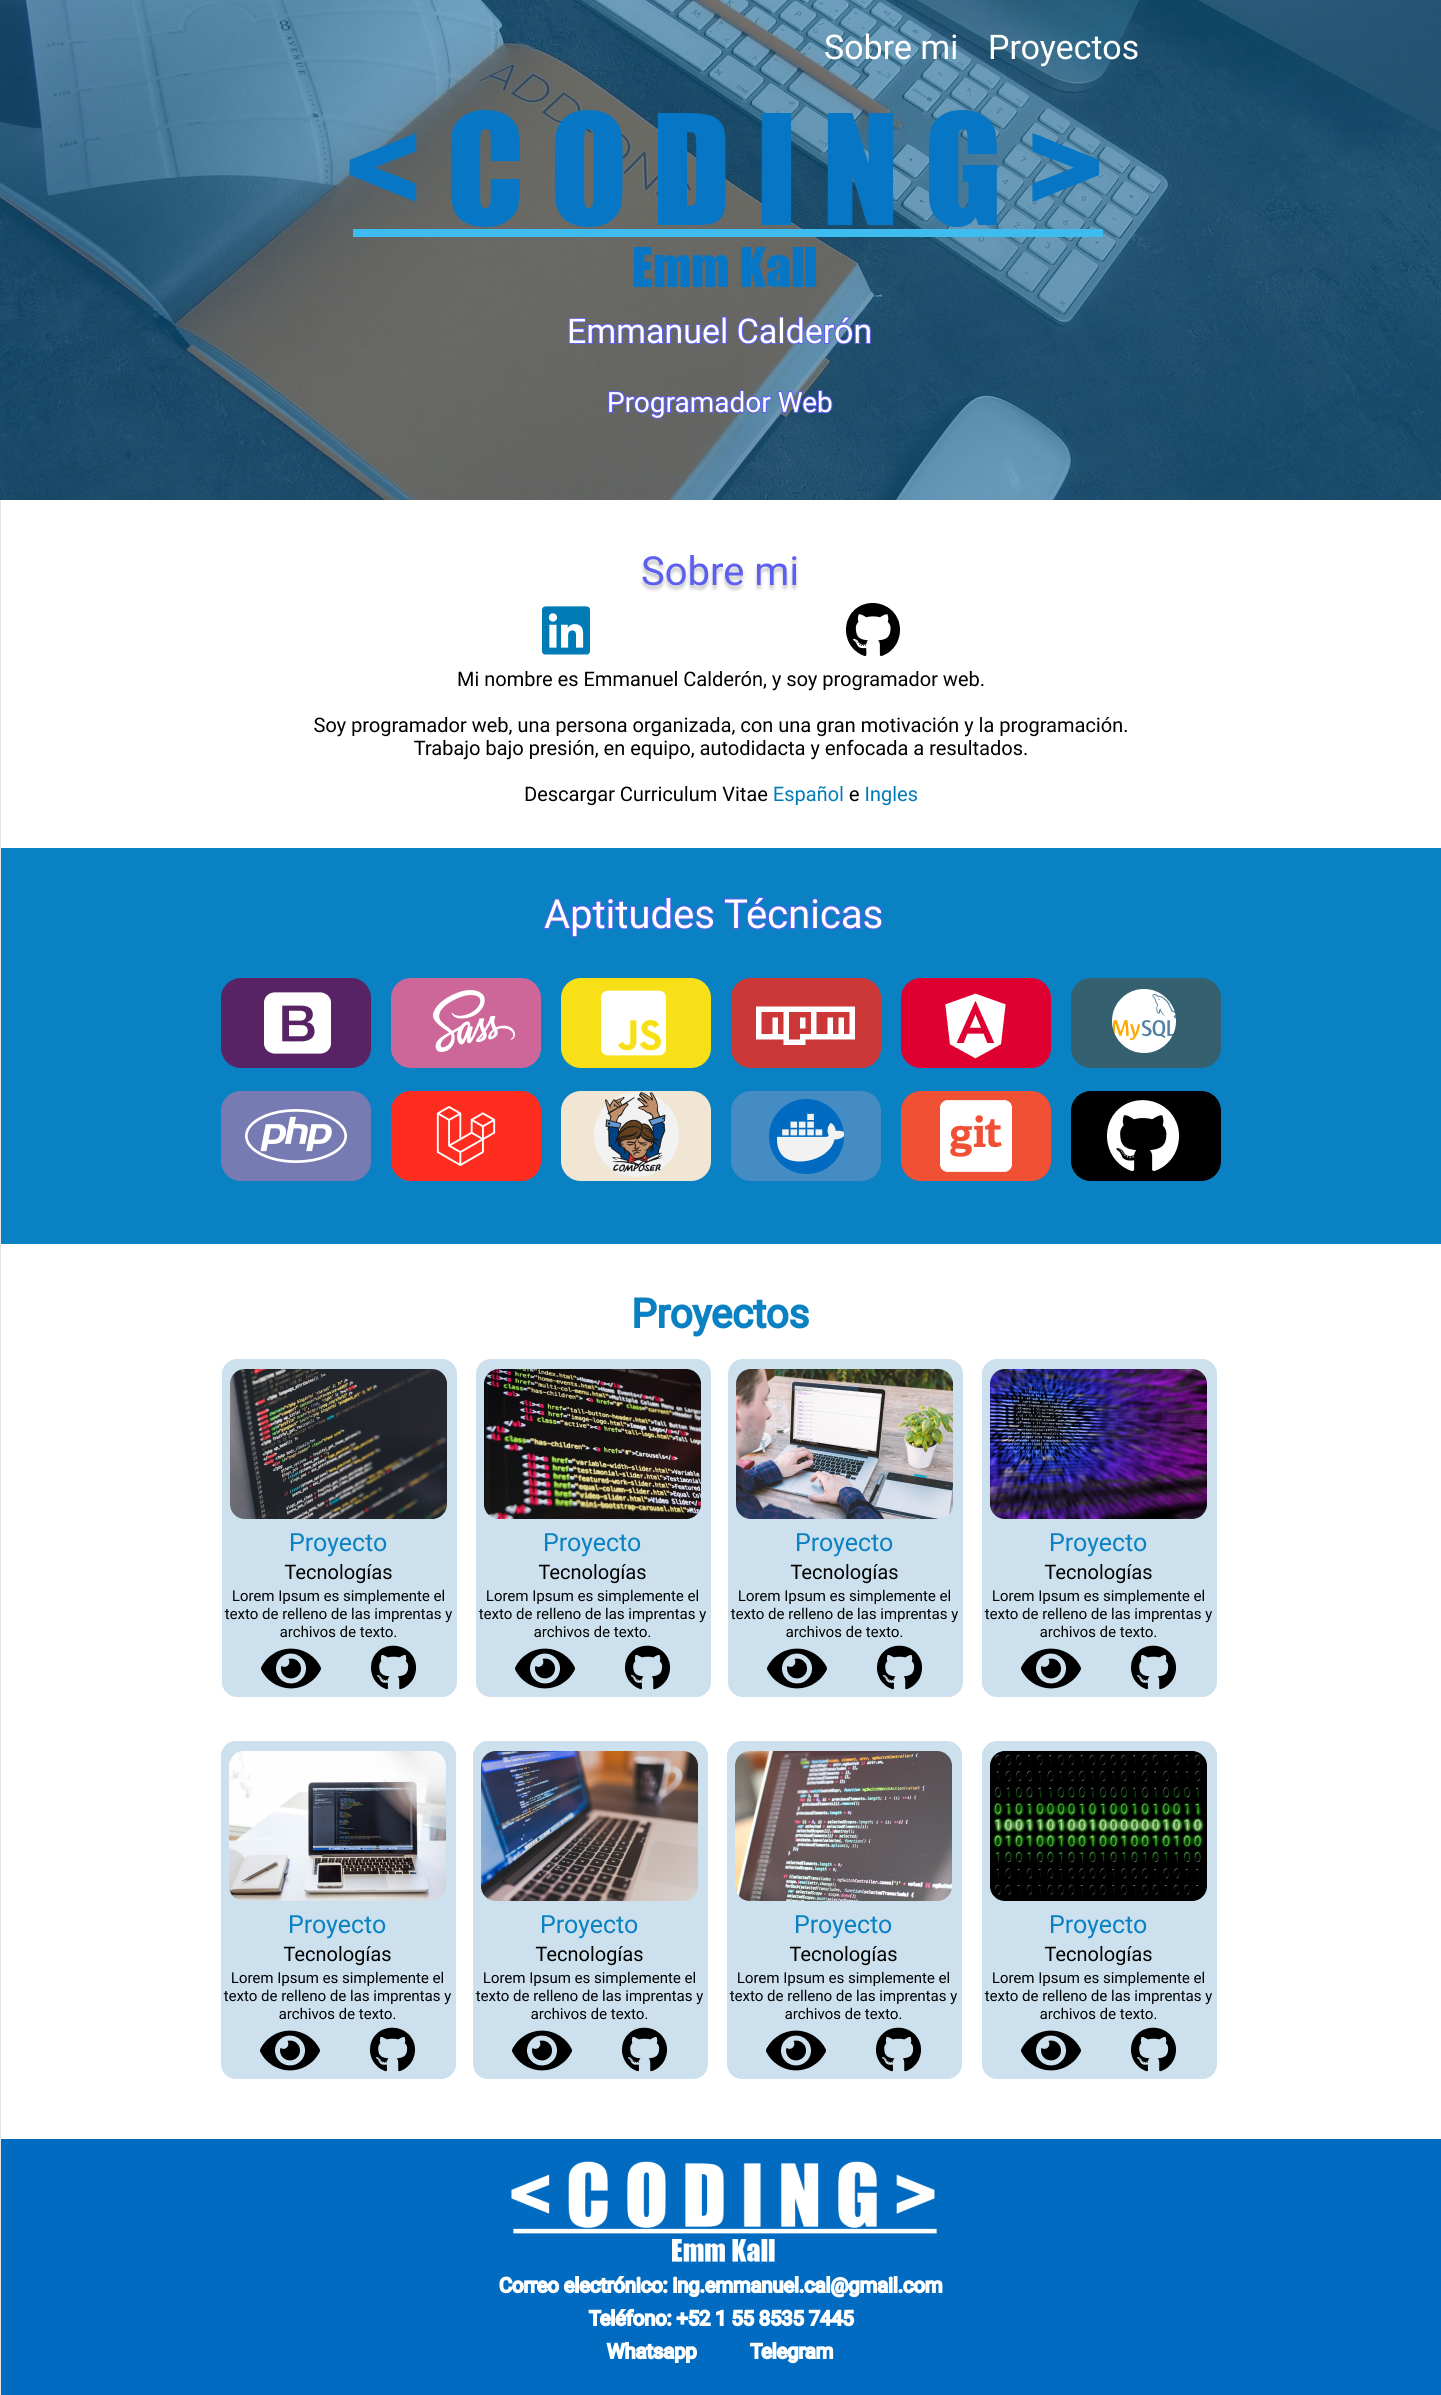 Sobre mi Proyectos
ADDITIONAL
<CODING>
Emm Kall
Emmanuel Calderón
Programador Web
Sobre mi
in
Mi nombre es Emmanuel Calderón, y soy programador web.
Soy programador web, una persona organizada, con una gran motivación y la programación.
Trabajo bajo presión, en equipo, autodidacta y enfocada a resultados.
Descargar Curriculum Vitae Español e Ingles
Aptitudes Técnicas
B Sass JS npm A MySQL
php COMPOSER git
Proyectos
Proyecto Proyecto Proyecto Proyecto
Tecnologías Tecnologías Tecnologías Tecnologías
Lorem Ipsum es simplemente el Lorem Ipsum es simplemente el Lorem Ipsum es simplemente el Lorem Ipsum es simplemente el
texto de relleno de las imprentas y texto de relleno de las imprentas y texto de relleno de las imprentas y texto de relleno de las imprentas y
archivos de texto. archivos de texto. archivos de texto. archivos de texto.
010100001010010101 0011
100110100100000001010
Proyecto Proyecto Proyecto Proyecto
Tecnologías Tecnologías Tecnologías Tecnologías
Lorem Ipsum es simplemente el Lorem Ipsum es simplemente el Lorem Ipsum es simplemente el Lorem Ipsum es simplemente el
texto de relleno de las imprentas y texto de relleno de las imprentas y texto de relleno de las imprentas y texto de relleno de las imprentas y
archivos de texto. archivos de texto. archivos de texto. archivos de texto.
<CODING>
Emm Kall
Correo electrónico: ing.emmanuel.cal@gmail.com
Teléfono: +52 1 55 8535 7445
Whatsapp Telegram